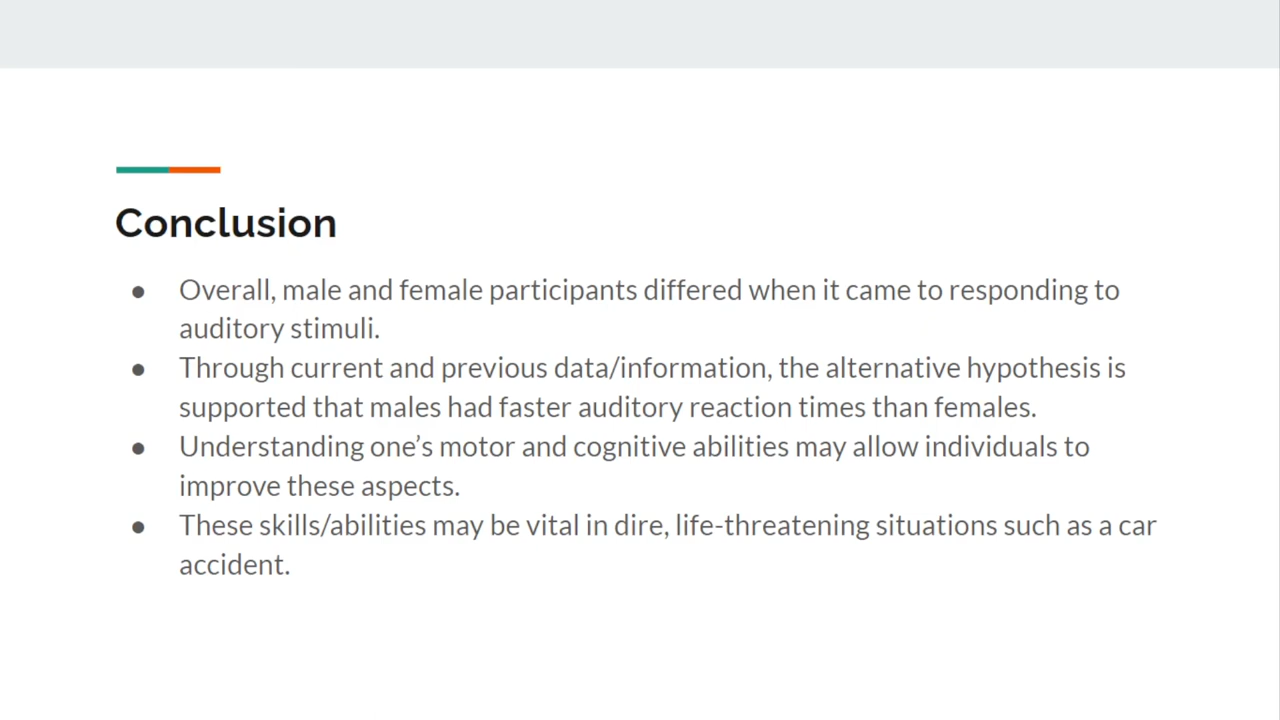 Conclusion
● Overall, male and female participants differed when it came to responding to
auditory stimuli.
● Through current and previous data/information, the alternative hypothesis is
supported that males had faster auditory reaction times than females.
● Understanding one’s motor and cognitive abilities may allow individuals to
improve these aspects.
● These skills/abilities may be vital in dire, life-threatening situations such as a car
accident.